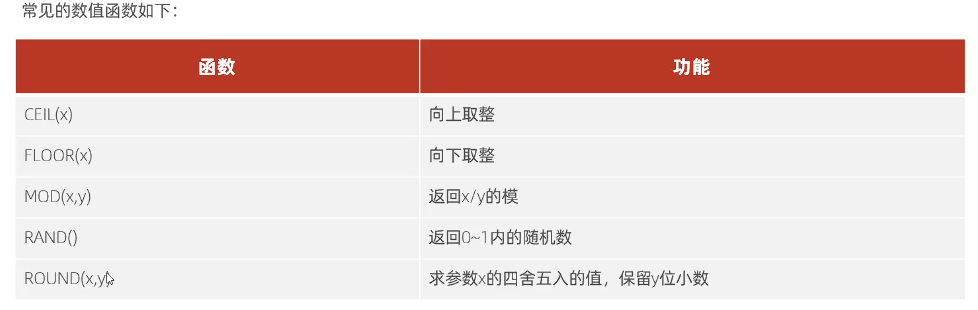 常见的数值函数如下：
函数 功能
CEIL(x) 向上取整
FLOOR(x) 向下取整
MOD(x,y) 返回x/y的模
RAND() 返回0~1内的随机数
ROUND(x,y) 求参数x的四舍五入的值，保留y位小数